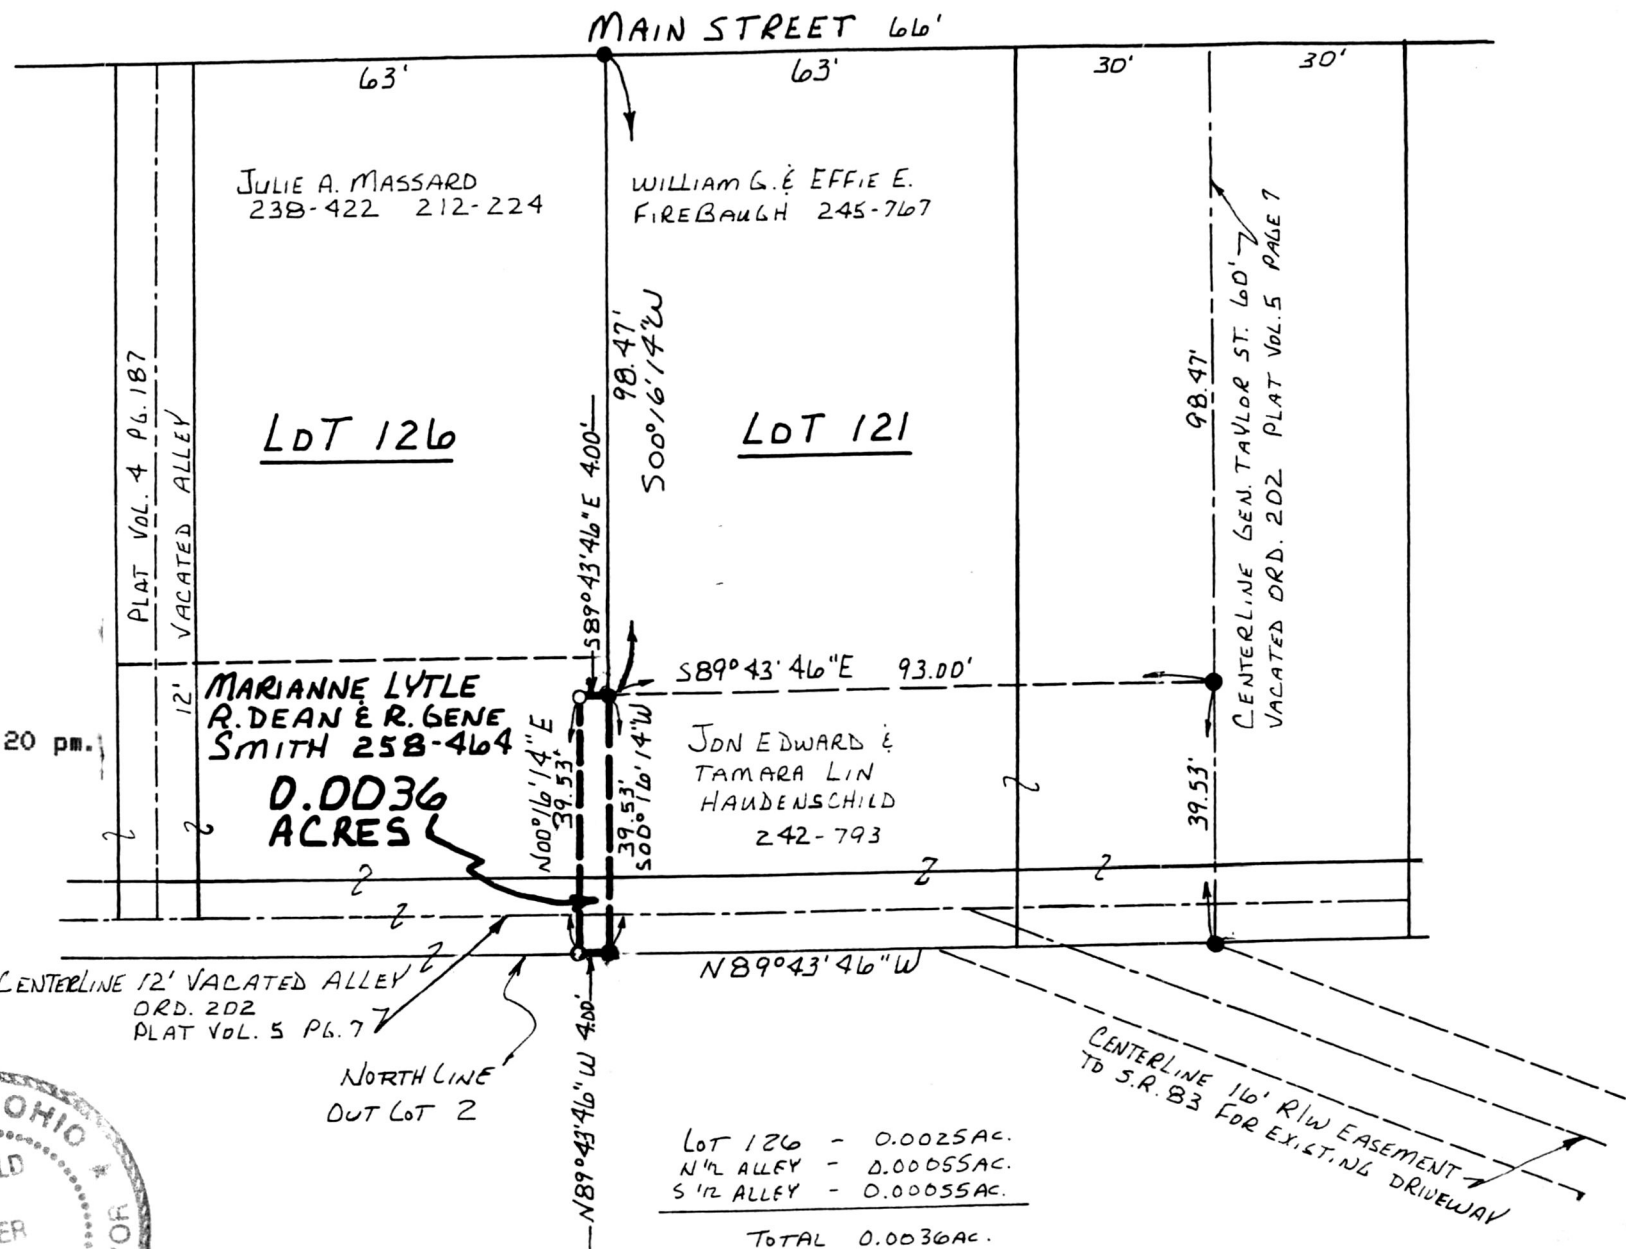 MAIN STREET 66'
63'
63'
30'
30'
JULIE A. MASSARD
238-422 212-224
WILLIAM G. & EFFIE E.
FIREBAUGH 245-767
PLAT VOL. 4 PG. 187
12' VACATED ALLEY
LOT 126
LOT 121
98.47'
S00°16'14"W
S89°43'46"E 4.00'
98.47'
CENTERLINE GEN. TAYLOR ST. 60'
VACATED ORD. 202 PLAT VOL. 5 PAGE 7
S89°43'46"E 93.00'
MARIANNE LYTLE
R. DEAN & R. GENE
SMITH 258-464
0.0036
ACRES
20 pm.
N00°16'14"E
39.53'
39.53'
S00°16'14"W
JON EDWARD &
TAMARA LIN
HAUDENSCHILD
242-793
39.53'
CENTERLINE 12' VACATED ALLEY
ORD. 202
PLAT VOL. 5 PG. 7
N89°43'46"W
NORTH LINE
OUT LOT 2
N89°43'46"W 4.00'
CENTERLINE 16' R/W EASEMENT
TO S.R. 83 FOR EXISTING DRIVEWAY
LOT 126 - 0.0025AC.
N 1/2 ALLEY - 0.00055AC.
S 1/2 ALLEY - 0.00055AC.
TOTAL 0.0036AC.
OHIO